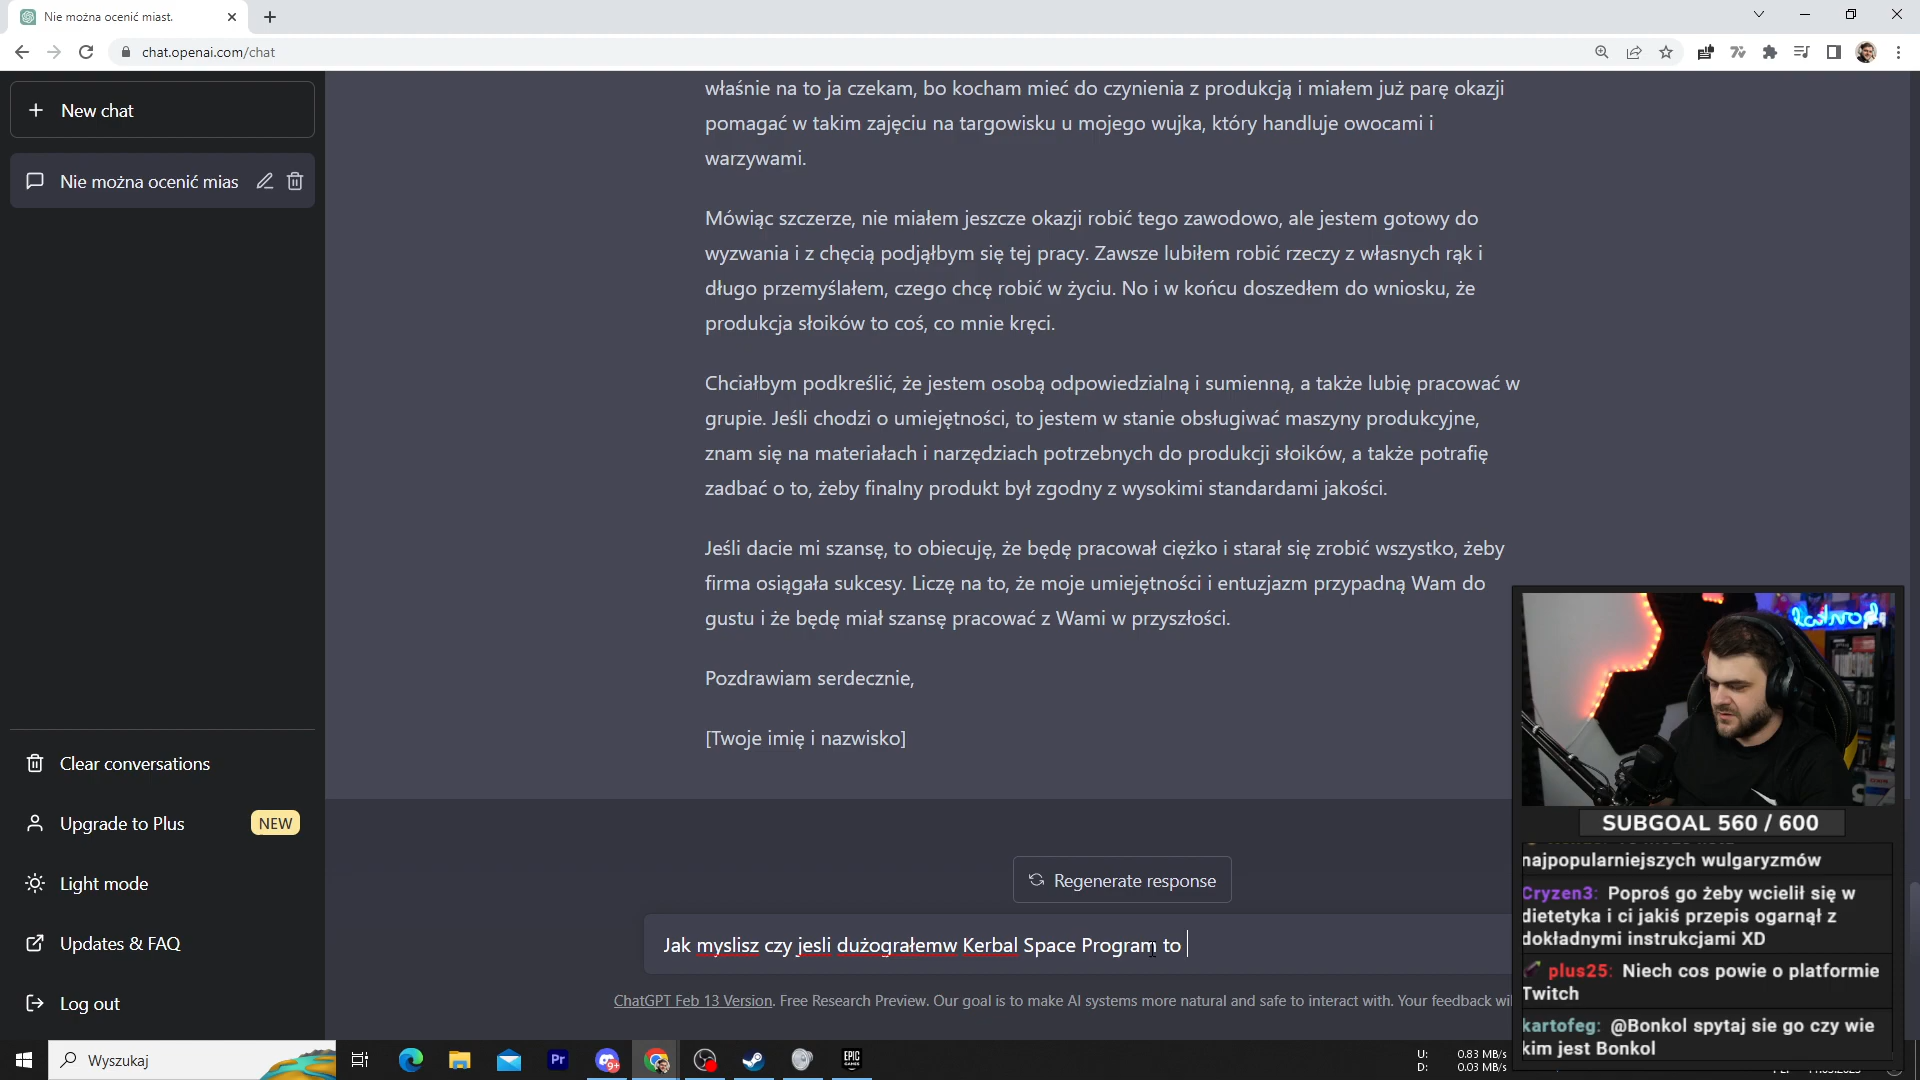 Nie można ocenić miast.
chat.openai.com/chat
New chat
Nie można ocenić mias
właśnie na to ja czekam, bo kocham mieć do czynienia z produkcją i miałem już parę okazji
pomagać w takim zajęciu na targowisku u mojego wujka, który handluje owocami i
warzywami.
Mówiąc szczerze, nie miałem jeszcze okazji robić tego zawodowo, ale jestem gotowy do
wyzwania i z chęcią podjąłbym się tej pracy. Zawsze lubiłem robić rzeczy z własnych rąk i
długo przemyślałem, czego chcę robić w życiu. No i w końcu doszedłem do wniosku, że
produkcja słoików to coś, co mnie kręci.
Chciałbym podkreślić, że jestem osobą odpowiedzialną i sumienną, a także lubię pracować w
grupie. Jeśli chodzi o umiejętności, to jestem w stanie obsługiwać maszyny produkcyjne,
znam się na materiałach i narzędziach potrzebnych do produkcji słoików, a także potrafię
zadbać o to, żeby finalny produkt był zgodny z wysokimi standardami jakości.
Jeśli dacie mi szansę, to obiecuję, że będę pracował ciężko i starał się zrobić wszystko, żeby
firma osiągała sukcesy. Liczę na to, że moje umiejętności i entuzjazm przypadną Wam do
gustu i że będę miał szansę pracować z Wami w przyszłości.
Pozdrawiam serdecznie,
[Twoje imię i nazwisko]
Clear conversations
Upgrade to Plus NEW
Light mode
Updates & FAQ
Log out
Regenerate response
Jak myslisz czy jesli dużograłemw Kerbal Space Program to
ChatGPT Feb 13 Version. Free Research Preview. Our goal is to make AI systems more natural and safe to interact with. Your feedback wil
SUBGOAL 560 / 600
najpopularniejszych wulgaryzmów
Cryzen3: Poproś go żeby wcielił się w
dietetyka i ci jakiś przepis ogarnął z
dokładnymi instrukcjami XD
plus25: Niech cos powie o platformie
Twitch
kartofeg: @Bonkol spytaj sie go czy wie
kim jest Bonkol
Wyszukaj
Pr
9+
EPIC
GAMES
U: 0.83 MB/s
D: 0.03 MB/s